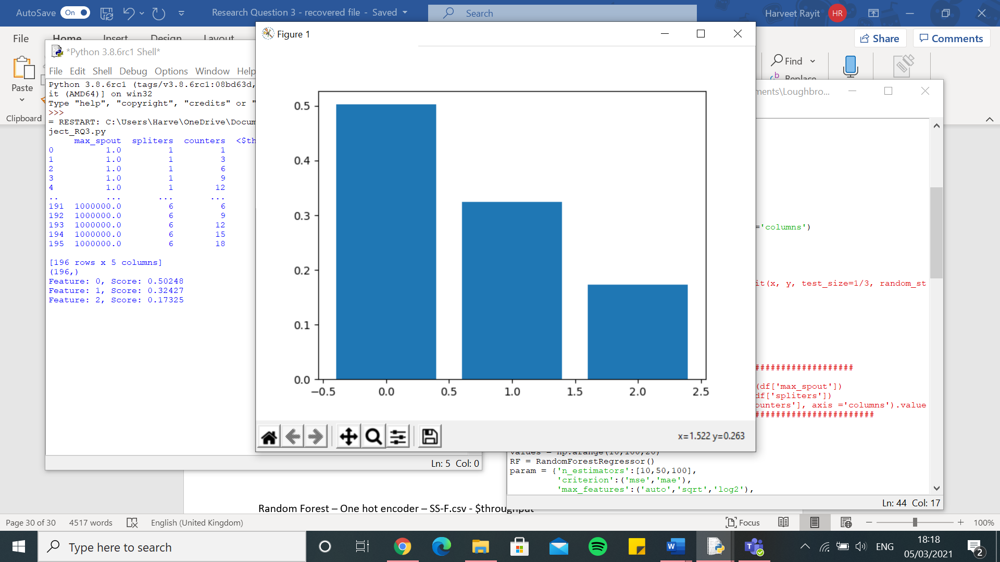 AutoSave On Research Question 3 - recovered file - Saved Search Harveet Rayit HR
File Home Insert Design Layout Share Comments
Paste
Clipboard
Find
Replace
*Python 3.8.6rc1 Shell*
File Edit Shell Debug Options Window Help
Python 3.8.6rc1 (tags/v3.8.6rc1:08bd63d,
it (AMD64)] on win32
Type "help", "copyright", "credits" or "
>>>
= RESTART: C:\Users\Harve\OneDrive\Docum
ject_RQ3.py
max_spout spliters counters <$th
0 1.0 1 1
1 1.0 1 3
2 1.0 1 6
3 1.0 1 9
4 1.0 1 12
.. ... ... ...
191 1000000.0 6 6
192 1000000.0 6 9
193 1000000.0 6 12
194 1000000.0 6 15
195 1000000.0 6 18
[196 rows x 5 columns]
(196,)
Feature: 0, Score: 0.50248
Feature: 1, Score: 0.32427
Feature: 2, Score: 0.17325
Ln: 5 Col: 0
Figure 1
0.5
0.4
0.3
0.2
0.1
0.0
−0.5 0.0 0.5 1.0 1.5 2.0 2.5
x=1.522 y=0.263
ments\Loughbro...
='columns')
it(x, y, test_size=1/3, random_st
###################
(df['max_spout'])
df['spliters'])
ounters'], axis ='columns').value
#######################
values = np.arange(10,100,20)
RF = RandomForestRegressor()
param = {'n_estimators':[10,50,100],
'criterion':('mse','mae'),
'max_features':('auto','sqrt','log2'),
Ln: 44 Col: 17
Random Forest – One hot encoder – SS-F.csv - $throughput
Page 30 of 30 4517 words English (United Kingdom) Focus 100%
Type here to search ENG 18:18
05/03/2021
2